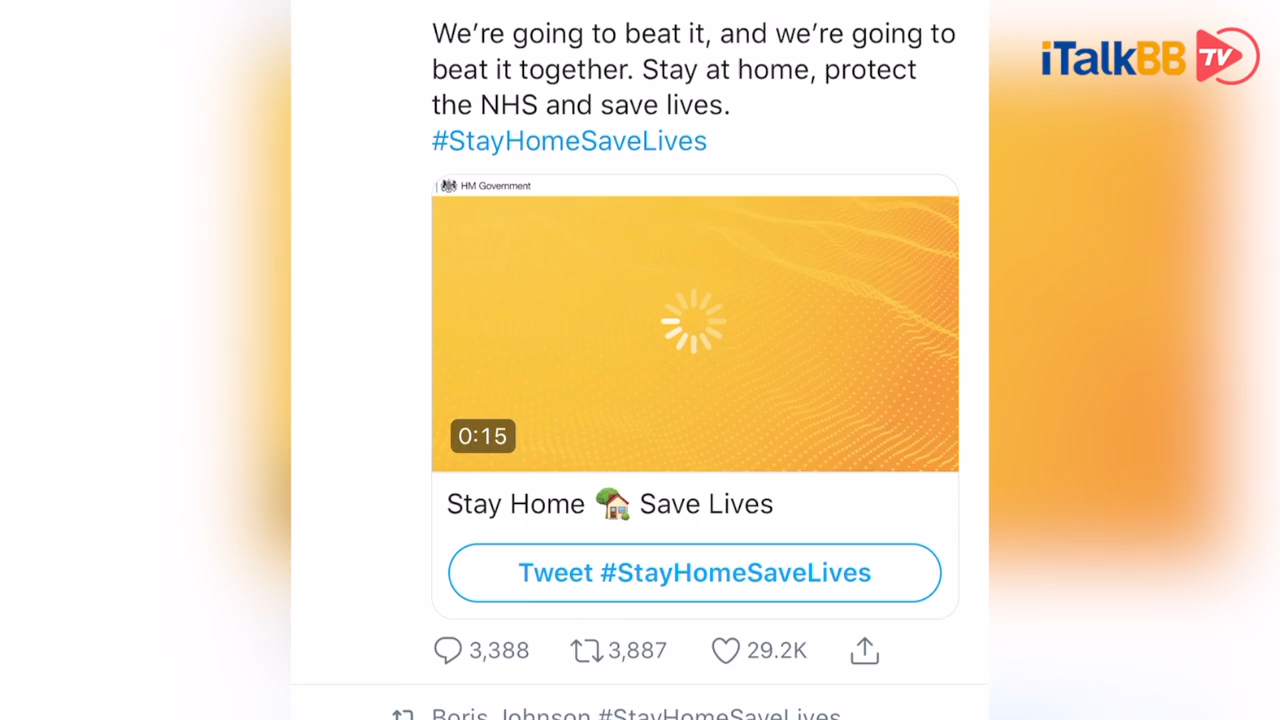 We're going to beat it, and we're going to
beat it together. Stay at home, protect
the NHS and save lives.
#StayHomeSaveLives
iTalkBB TV
HM Government
0:15
Stay Home 🏡 Save Lives
Tweet #StayHomeSaveLives
3,388 3,887 29.2K
Boris Johnson #StayHomeSaveLives